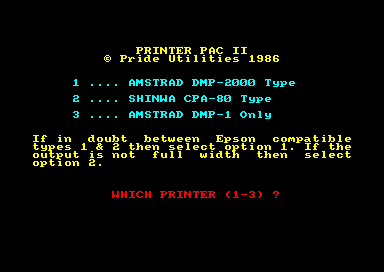 PRINTER PAC II
© Pride Utilities 1986
1 .... AMSTRAD DMP-2000 Type
2 .... SHINWA CPA-80 Type
3 .... AMSTRAD DMP-1 Only
If in doubt between Epson compatible
types 1 & 2 then select option 1. If the
output is not full width then select
option 2.
WHICH PRINTER (1-3) ?